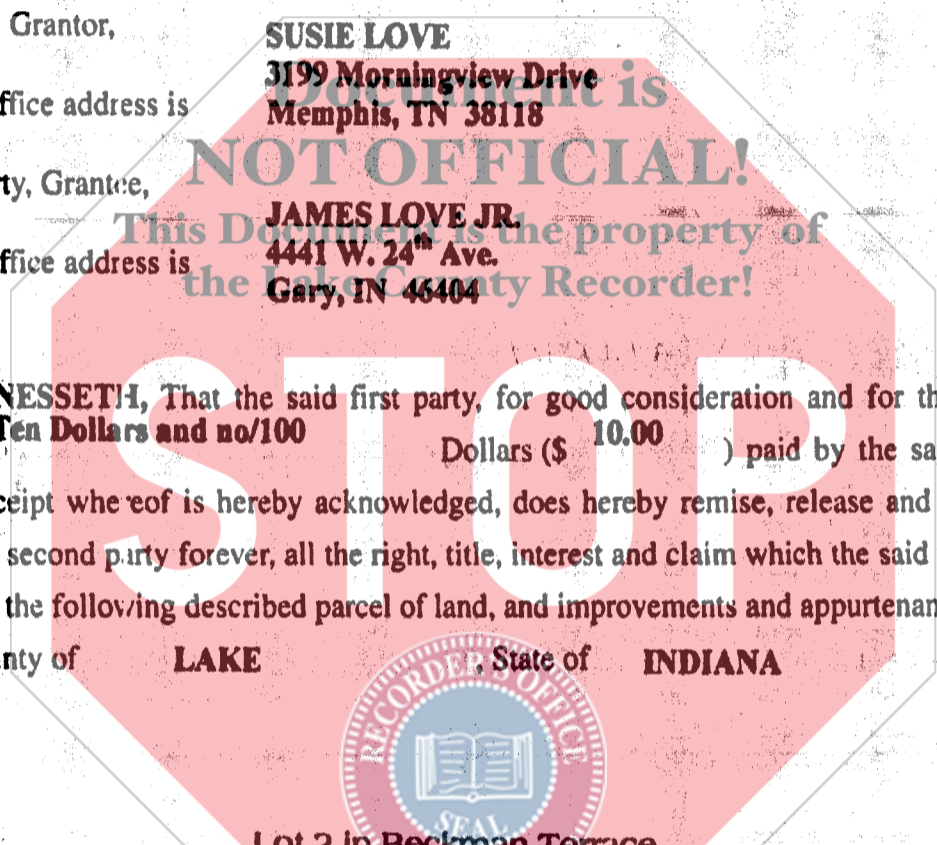 Grantor,
SUSIE LOVE
3199 Morningview Drive
ffice address is
Memphis, TN 38118
Document is
NOT OFFICIAL!
ty, Grantee,
JAMES LOVE JR.
This Document is the property of
4441 W. 24th Ave.
ffice address is
the Lake County Recorder!
Gary, IN 46404
STOP
NESSETH, That the said first party, for good consideration and for th
Ten Dollars and no/100
Dollars ($ 10.00 ) paid by the sa
ceipt whereof is hereby acknowledged, does hereby remise, release and
second party forever, all the right, title, interest and claim which the said
the following described parcel of land, and improvements and appurtenan
nty of LAKE , State of INDIANA
RECORDER'S OFFICE
SEAL
Lot 2 in Beckman Terrace